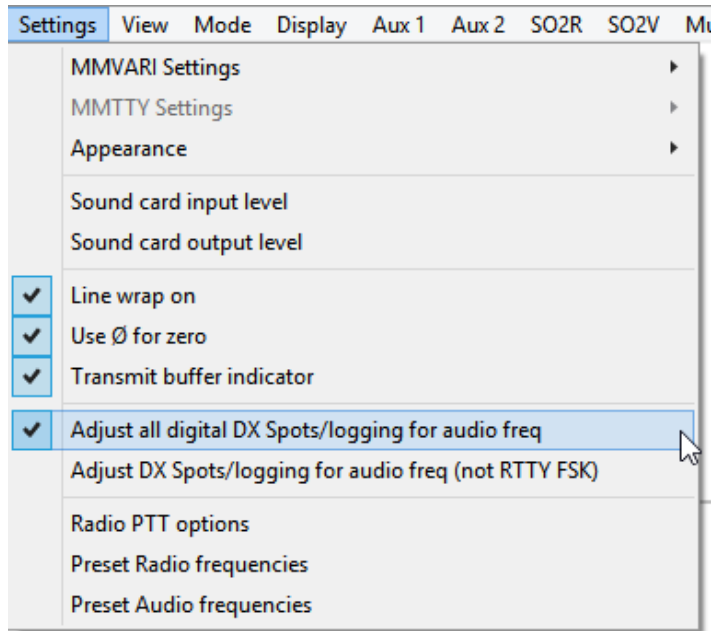 Settings View Mode Display Aux 1 Aux 2 SO2R SO2V Mu
MMVARI Settings
MMTTY Settings
Appearance
Sound card input level
Sound card output level
Line wrap on
Use Ø for zero
Transmit buffer indicator
Adjust all digital DX Spots/logging for audio freq
Adjust DX Spots/logging for audio freq (not RTTY FSK)
Radio PTT options
Preset Radio frequencies
Preset Audio frequencies